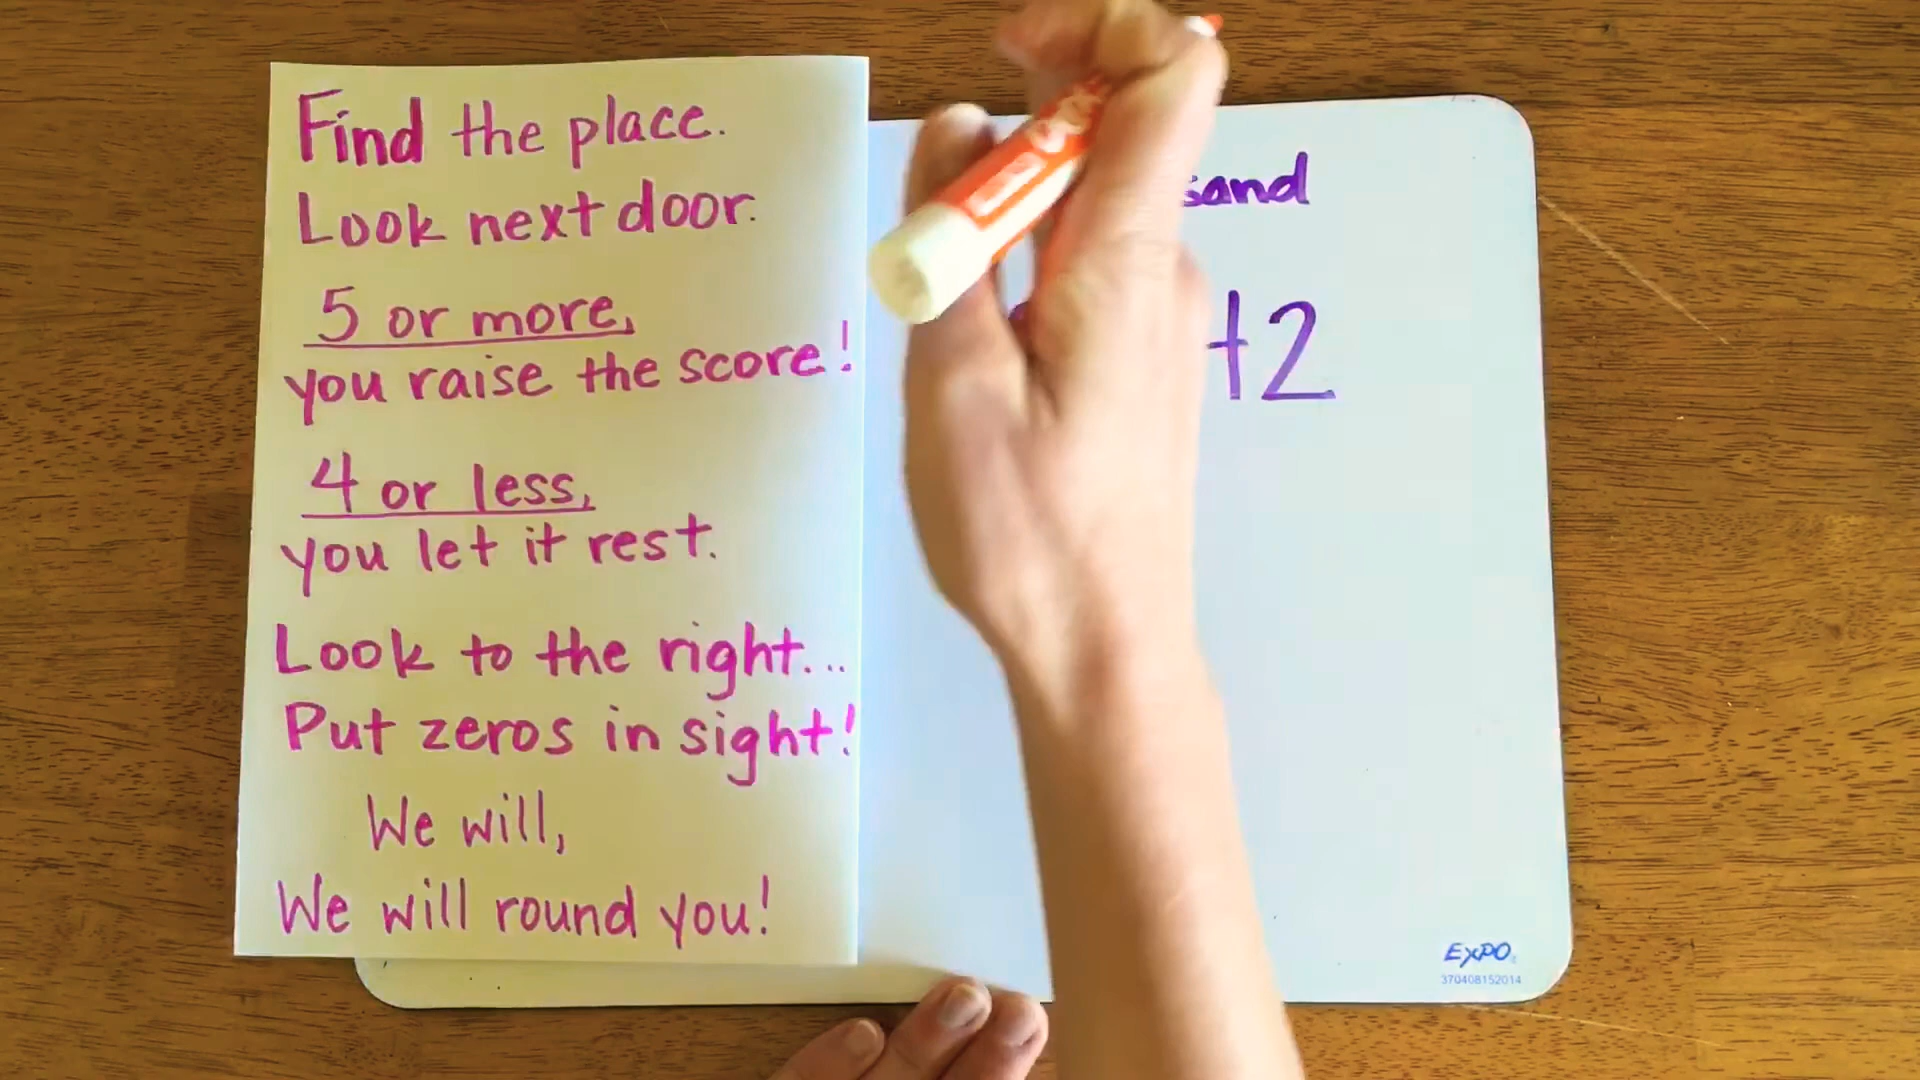 Find the place.
Look next door.
5 or more,
you raise the score!
4 or less,
you let it rest.
Look to the right...
Put zeros in sight!
We will,
We will round you!
sand
2
EXPO
370408152014